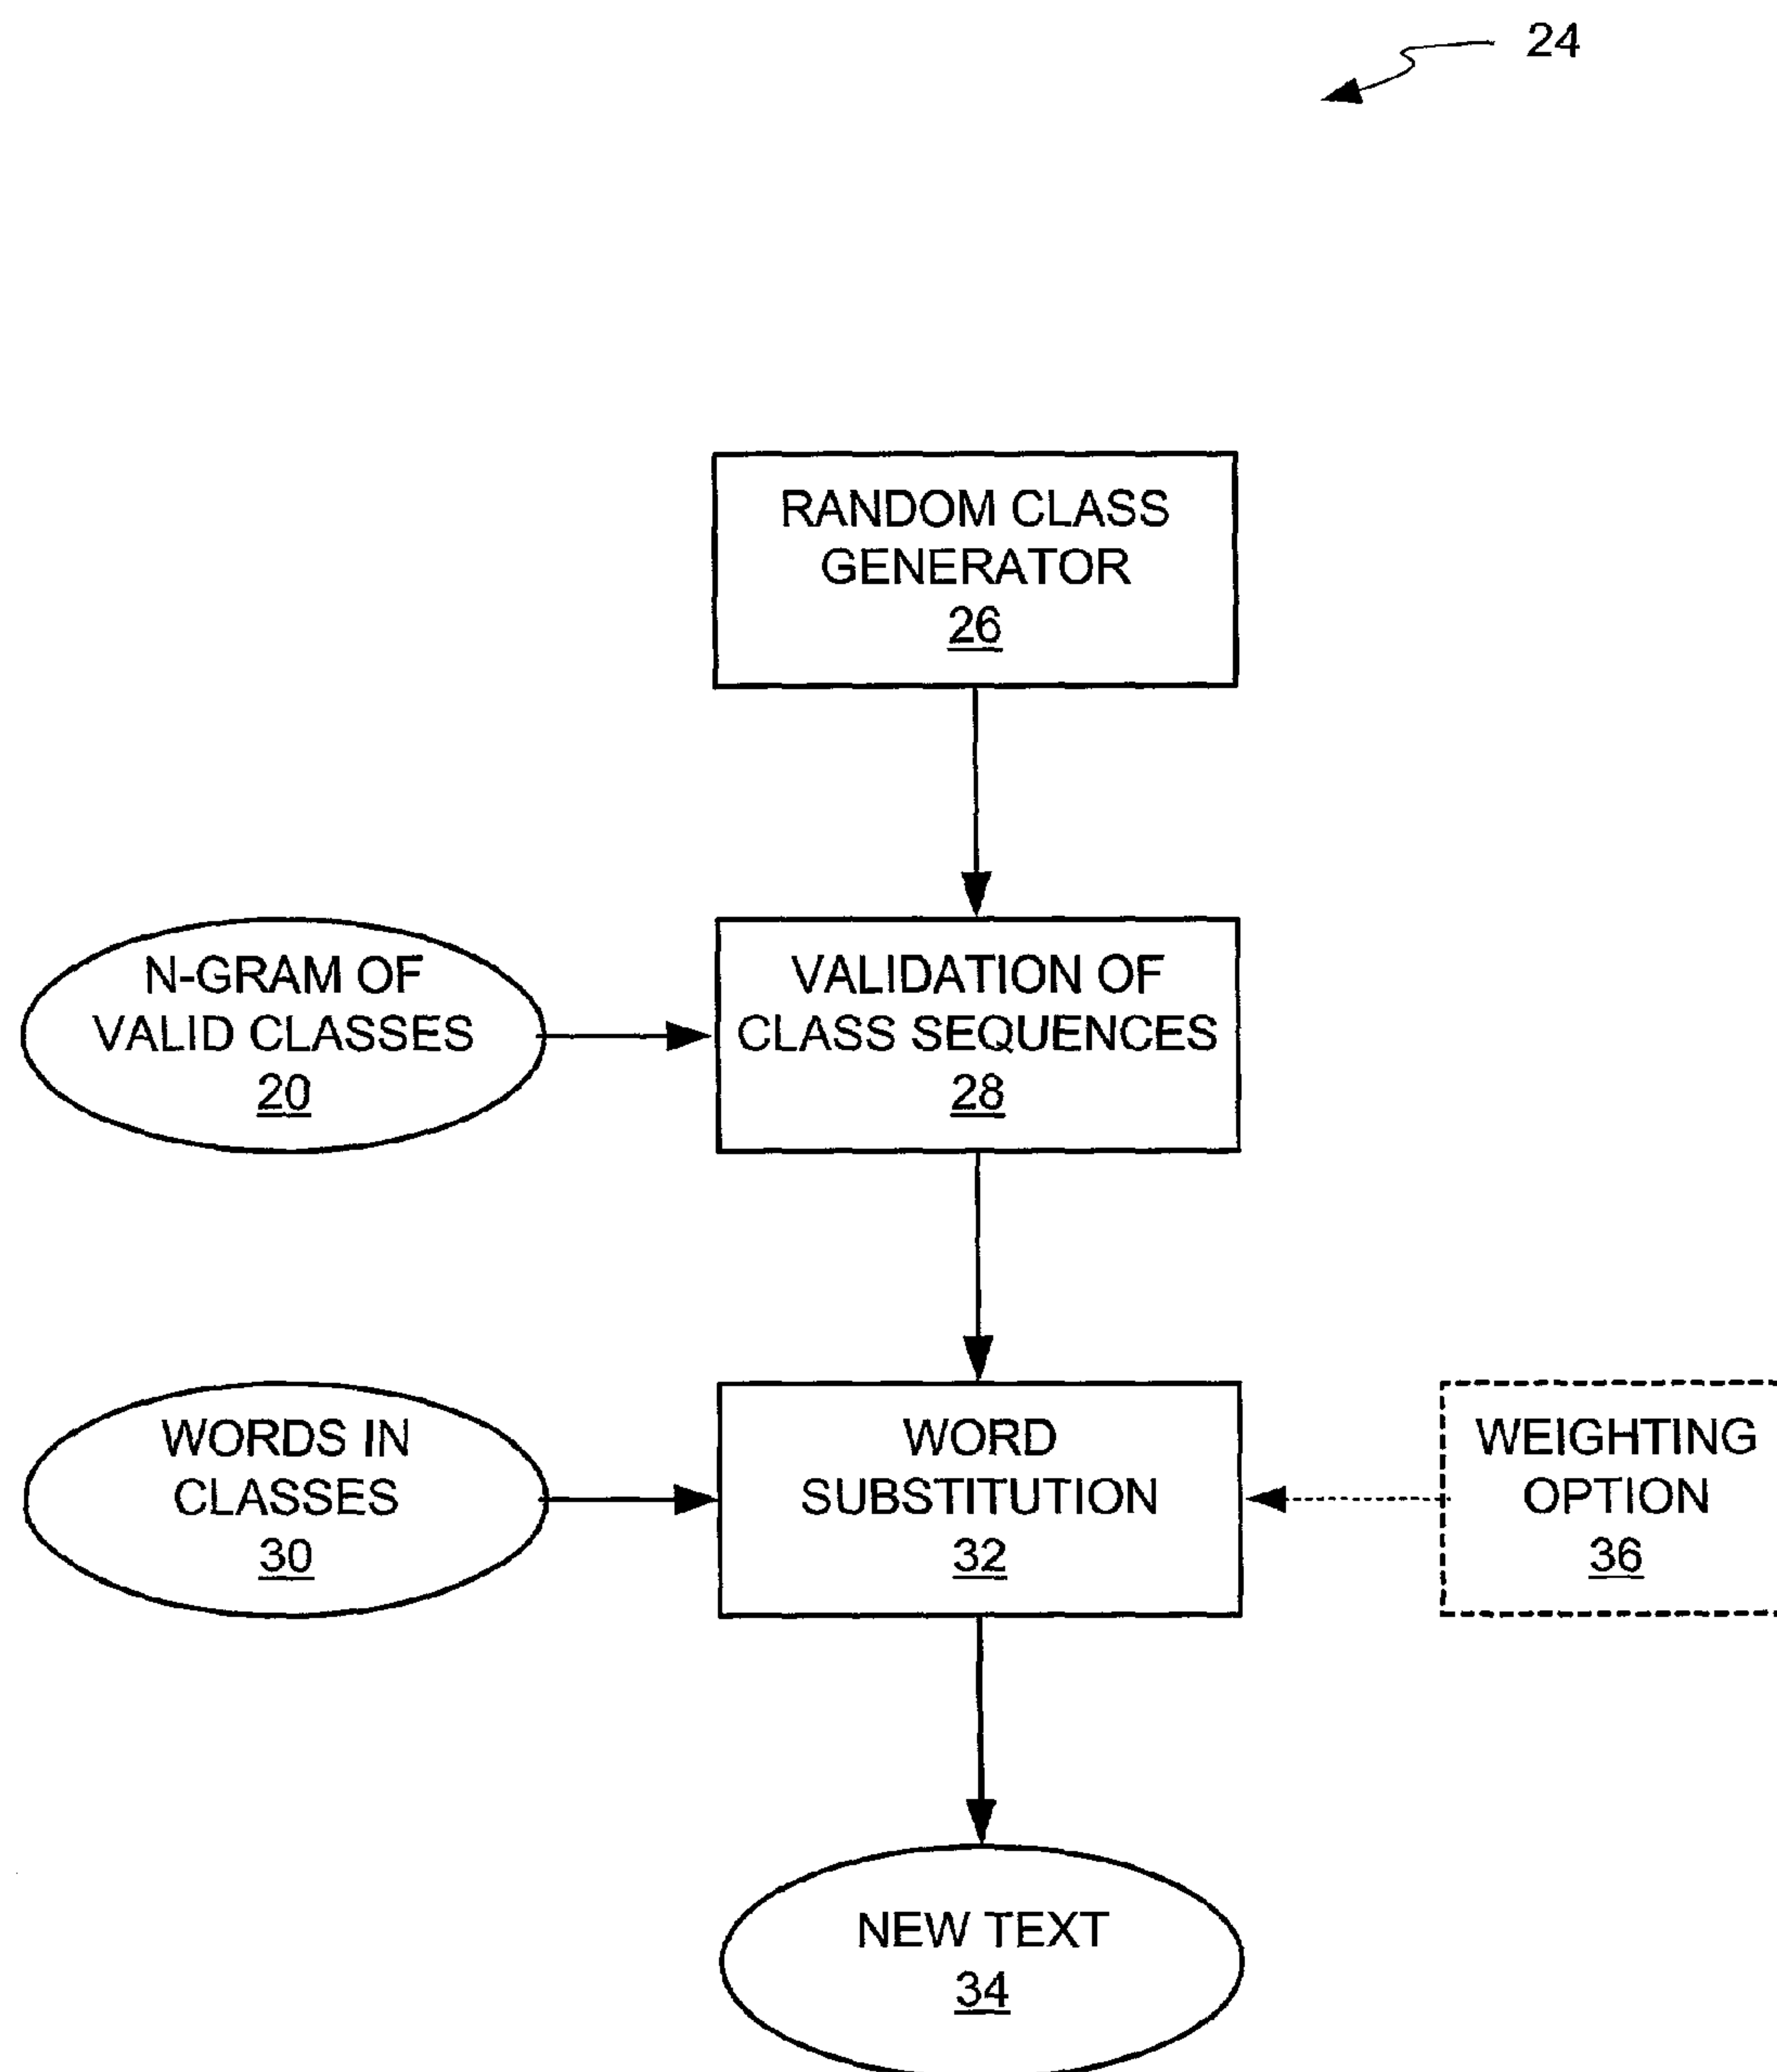 24
RANDOM CLASS
GENERATOR
26
N-GRAM OF
VALID CLASSES
20
VALIDATION OF
CLASS SEQUENCES
28
WORDS IN
CLASSES
30
WORD
SUBSTITUTION
32
WEIGHTING
OPTION
36
NEW TEXT
34